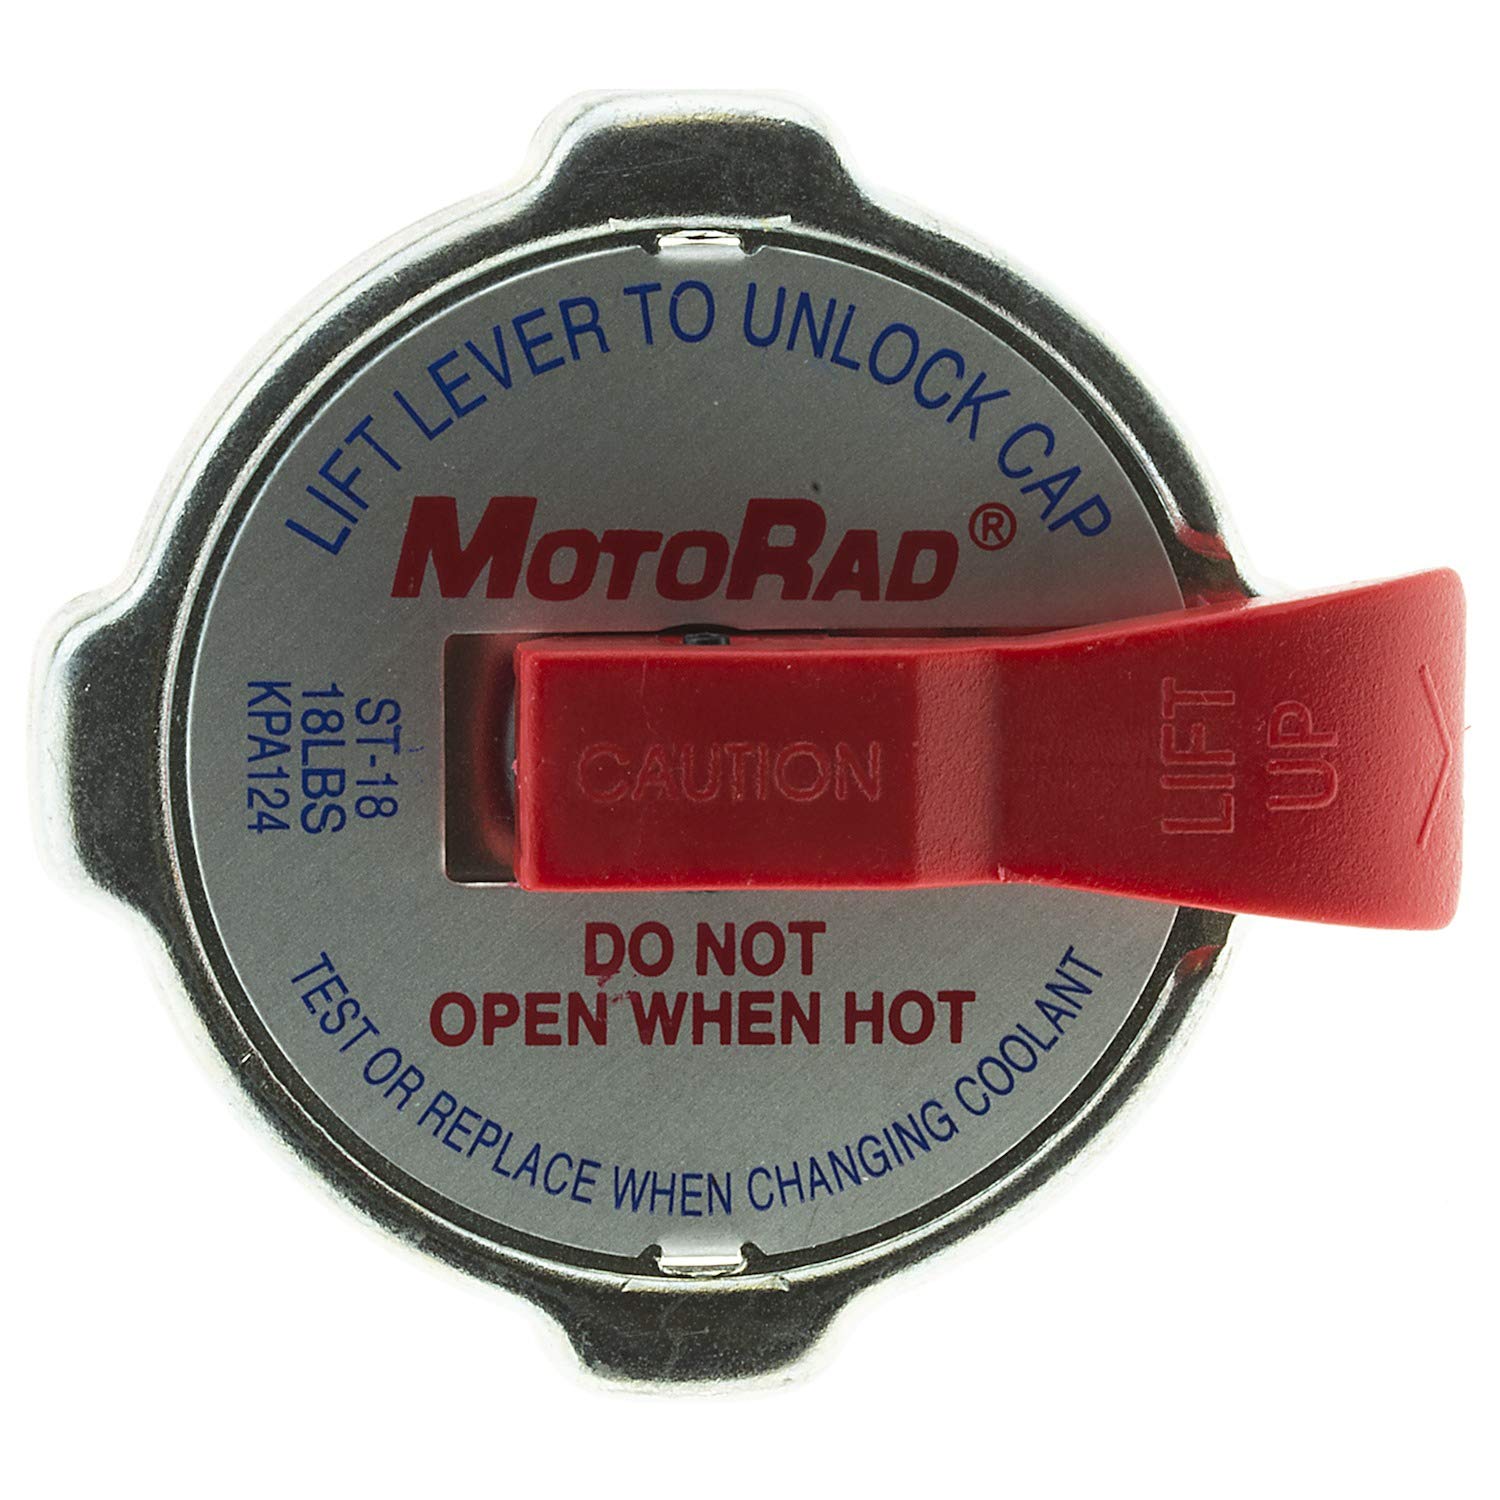 LIFT LEVER TO UNLOCK CAP
MOTORAD®
ST-18
18LBS
KPA124
CAUTION
LIFT
UP
DO NOT
OPEN WHEN HOT
TEST OR REPLACE WHEN CHANGING COOLANT